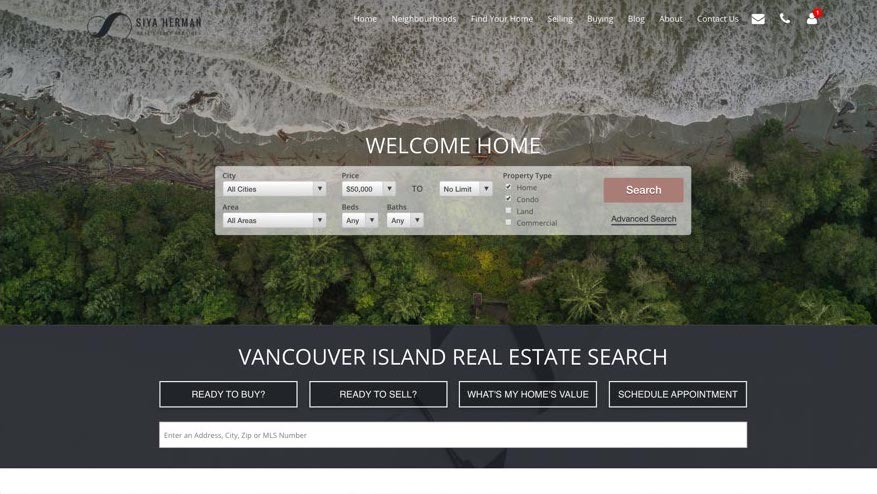 SIYA HERMAN
Home Neighbourhoods Find Your Home Selling Buying Blog About Contact Us
1
WELCOME HOME
City Price Property Type
All Cities $50,000 TO No Limit
Home
Condo
Search
Area Beds Baths
All Areas Any Any
Land
Commercial
Advanced Search
VANCOUVER ISLAND REAL ESTATE SEARCH
READY TO BUY? READY TO SELL? WHAT'S MY HOME'S VALUE SCHEDULE APPOINTMENT
Enter an Address, City, Zip or MLS Number